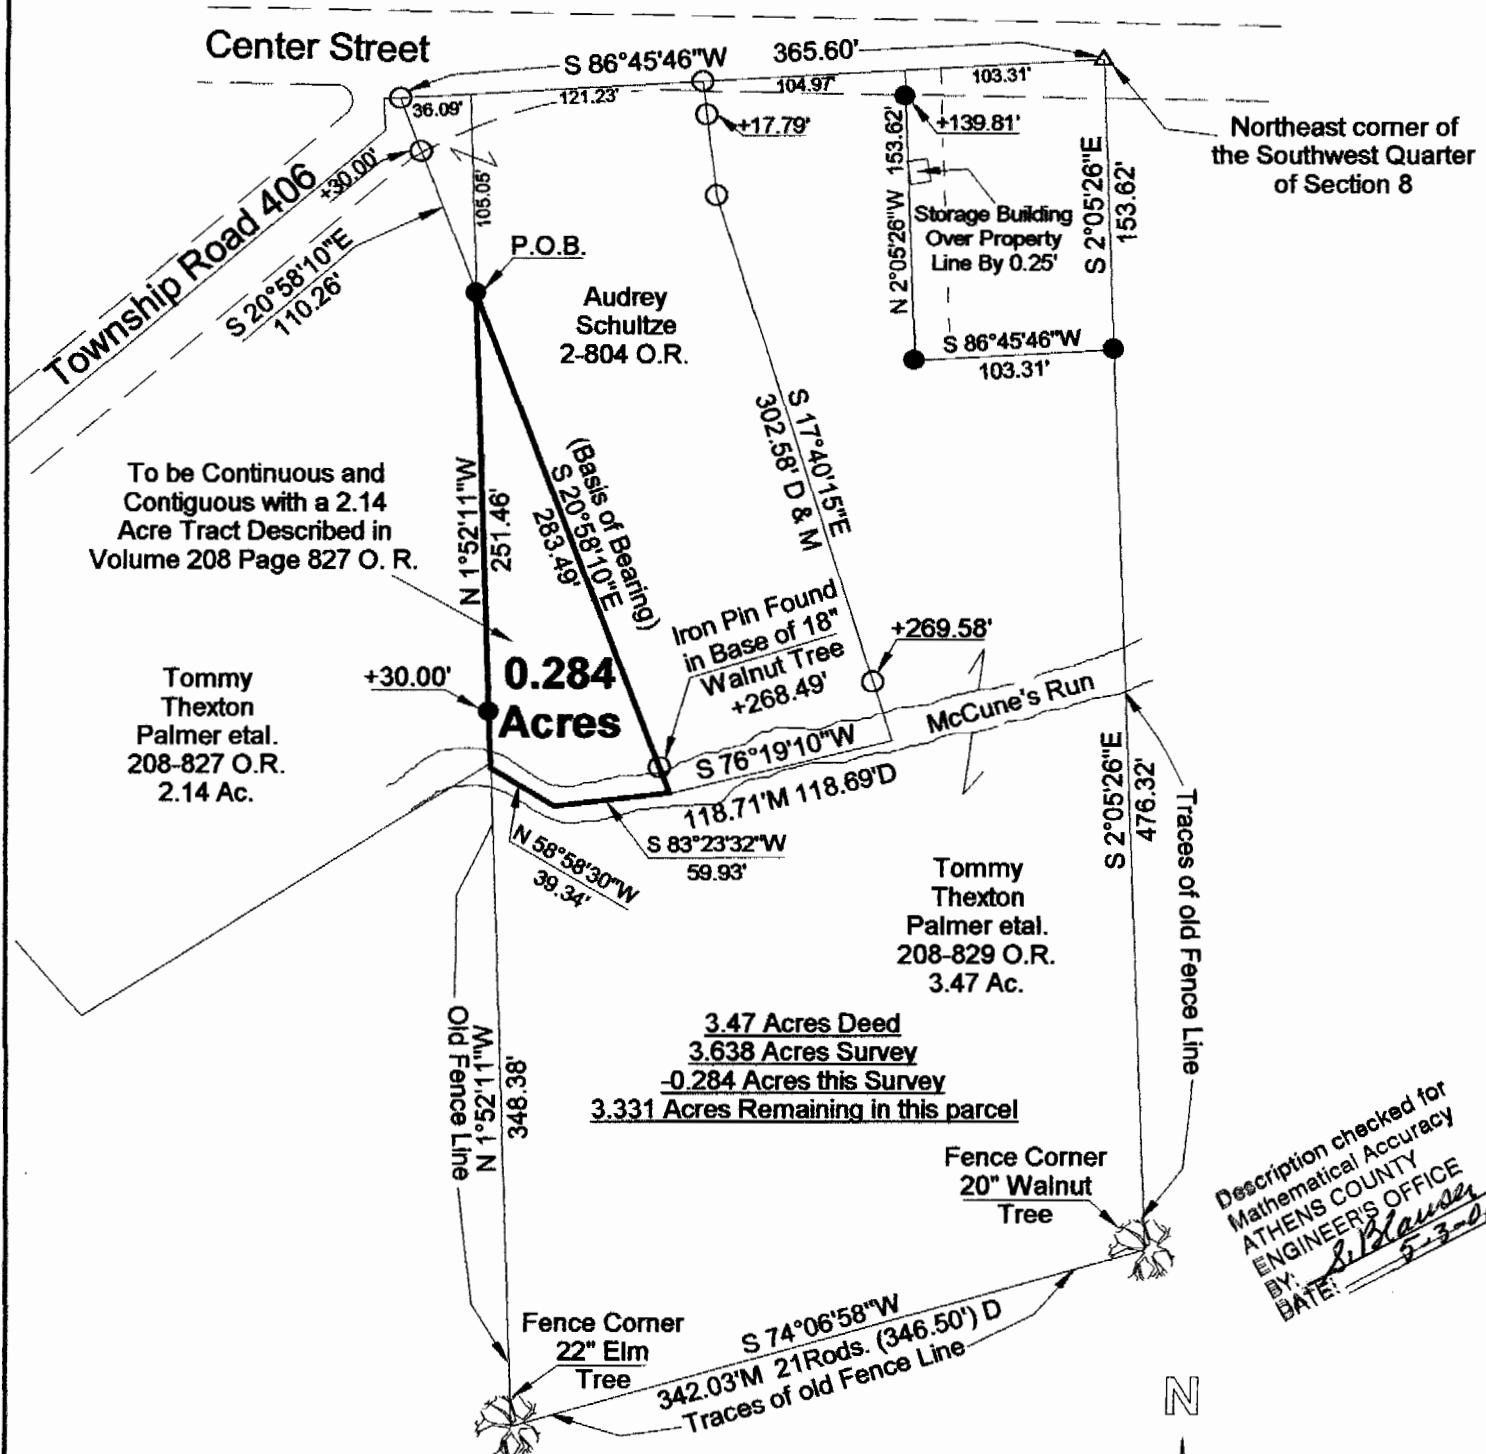 Center Street
S 86°45'46"W
365.60'
36.09'
121.23'
104.97'
103.31'
+17.79'
+139.81'
Northeast corner of
the Southwest Quarter
of Section 8
Township Road 406
+30.00'
S 20°58'10"E
110.26'
105.05'
P.O.B.
Audrey
Schultze
2-804 O.R.
N 2°05'26"W 153.62'
Storage Building
Over Property
Line By 0.25'
S 2°05'26"E
153.62'
S 86°45'46"W
103.31'
S 17°40'15"E
302.58' D & M
To be Continuous and
Contiguous with a 2.14
Acre Tract Described in
Volume 208 Page 827 O. R.
N 1°52'11"W
251.46'
(Basis of Bearing)
S 20°58'10"E
283.49'
Iron Pin Found
in Base of 18"
Walnut Tree
+268.49'
+269.58'
Tommy
Thexton
Palmer etal.
208-827 O.R.
2.14 Ac.
+30.00'
0.284
Acres
McCune's Run
S 76°19'10"W
118.71'M 118.69'D
S 83°23'32"W
59.93'
N 58°58'30"W
39.34'
S 2°05'26"E
476.32'
Traces of old Fence Line
Tommy
Thexton
Palmer etal.
208-829 O.R.
3.47 Ac.
Old Fence Line
N 1°52'11"W
348.38'
3.47 Acres Deed
3.638 Acres Survey
-0.284 Acres this Survey
3.331 Acres Remaining in this parcel
Fence Corner
20" Walnut
Tree
Description checked for
Mathematical Accuracy
ATHENS COUNTY
ENGINEER'S OFFICE
BY: S. Blauser
DATE:
Fence Corner
22" Elm
Tree
S 74°06'58"W
342.03'M 21Rods. (346.50') D
Traces of old Fence Line
N